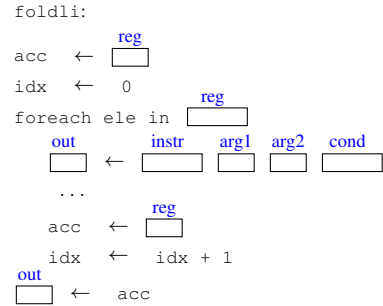 foldli:
reg
acc ←
idx ← 0
reg
foreach ele in
out instr arg1 arg2 cond
←
...
reg
acc ←
idx ← idx + 1
out
← acc